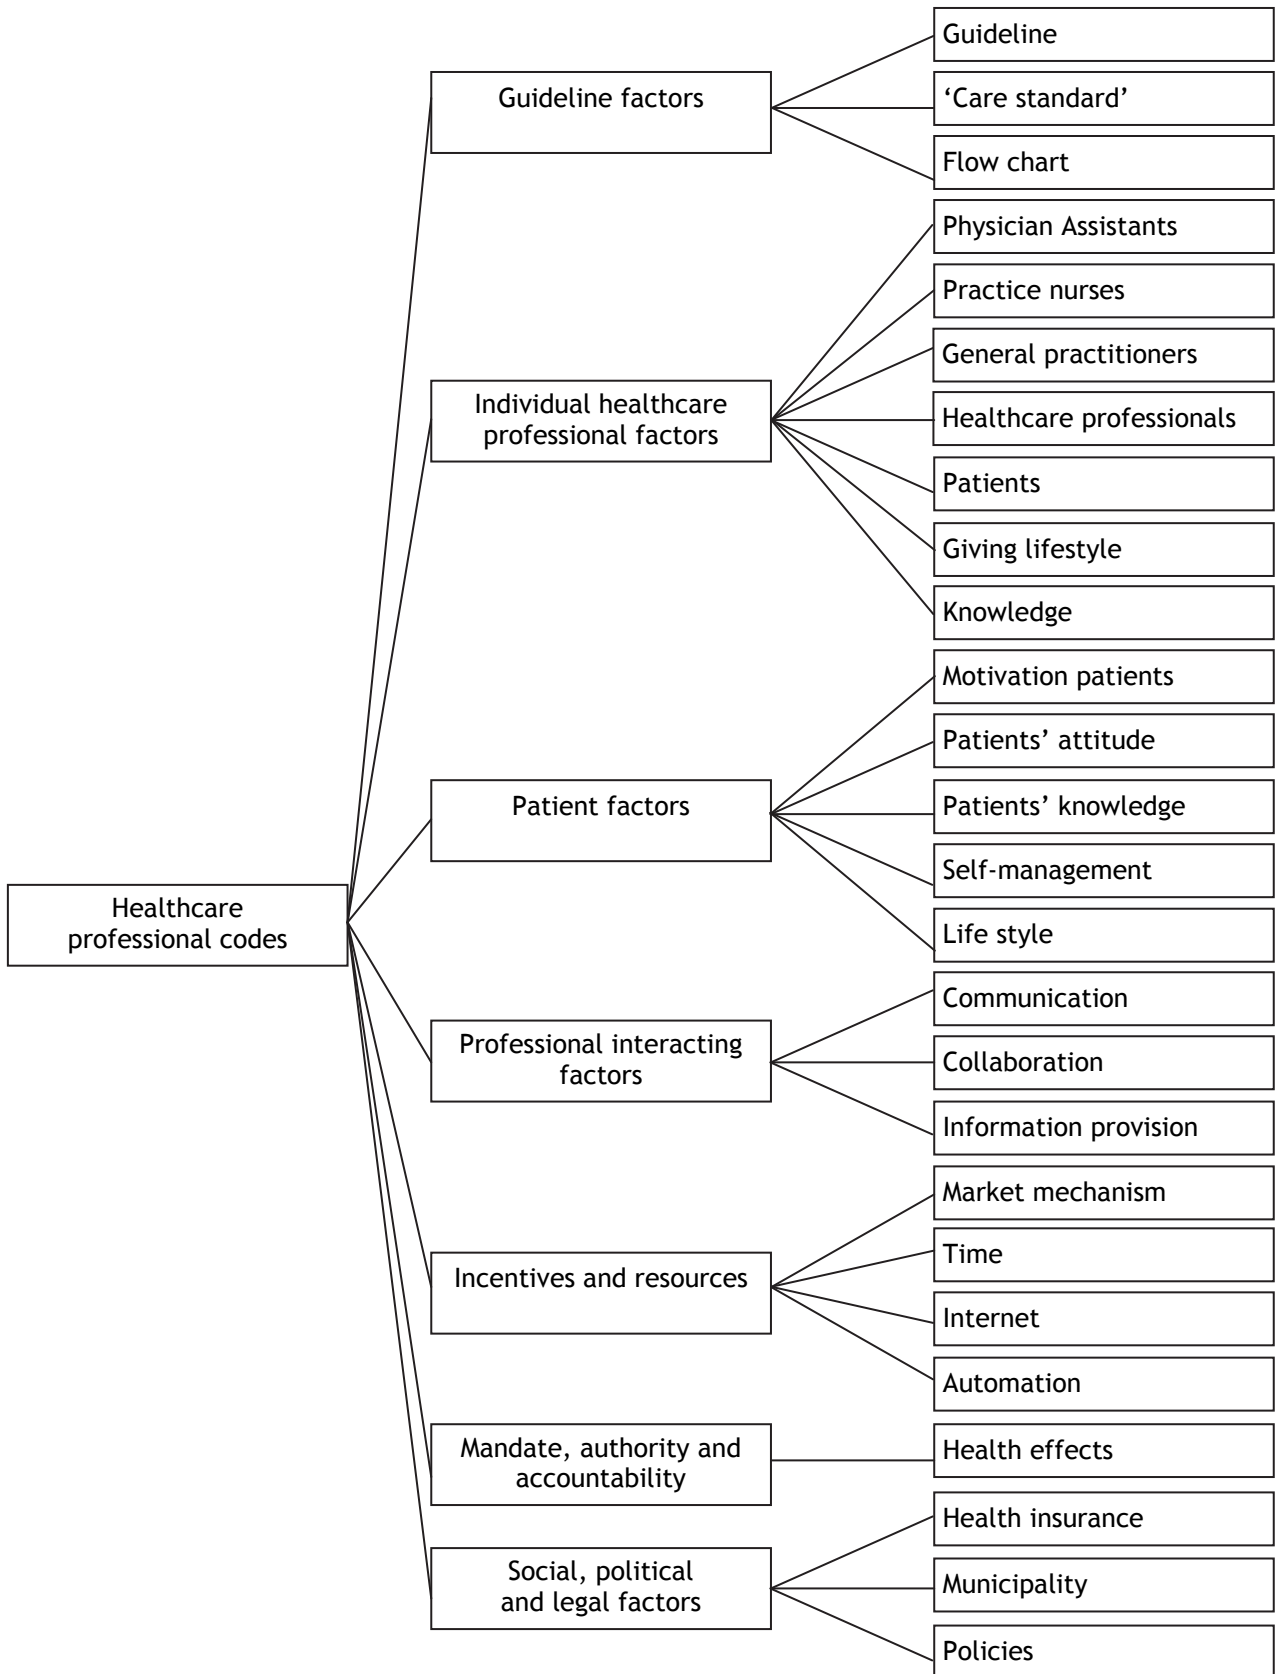 Guideline
Guideline factors
‘Care standard’
Flow chart
Physician Assistants
Practice nurses
General practitioners
Individual healthcare
professional factors
Healthcare professionals
Patients
Giving lifestyle
Knowledge
Motivation patients
Patients’ attitude
Patient factors
Patients’ knowledge
Self-management
Life style
Healthcare
professional codes
Communication
Professional interacting
factors
Collaboration
Information provision
Market mechanism
Time
Incentives and resources
Internet
Automation
Mandate, authority and
accountability
Health effects
Health insurance
Social, political
and legal factors
Municipality
Policies